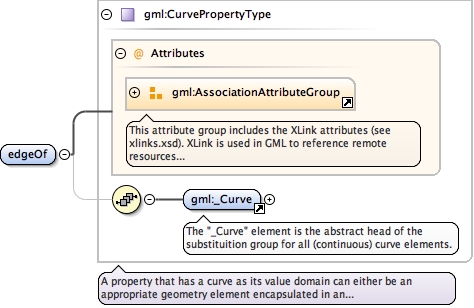 gml:CurvePropertyType
@ Attributes
gml:AssociationAttributeGroup
This attribute group includes the XLink attributes (see
xlinks.xsd). XLink is used in GML to reference remote
resources...
edgeOf
gml:_Curve
The "_Curve" element is the abstract head of the
substituition group for all (continuous) curve elements.
A property that has a curve as its value domain can either be an
appropriate geometry element encapsulated in an...